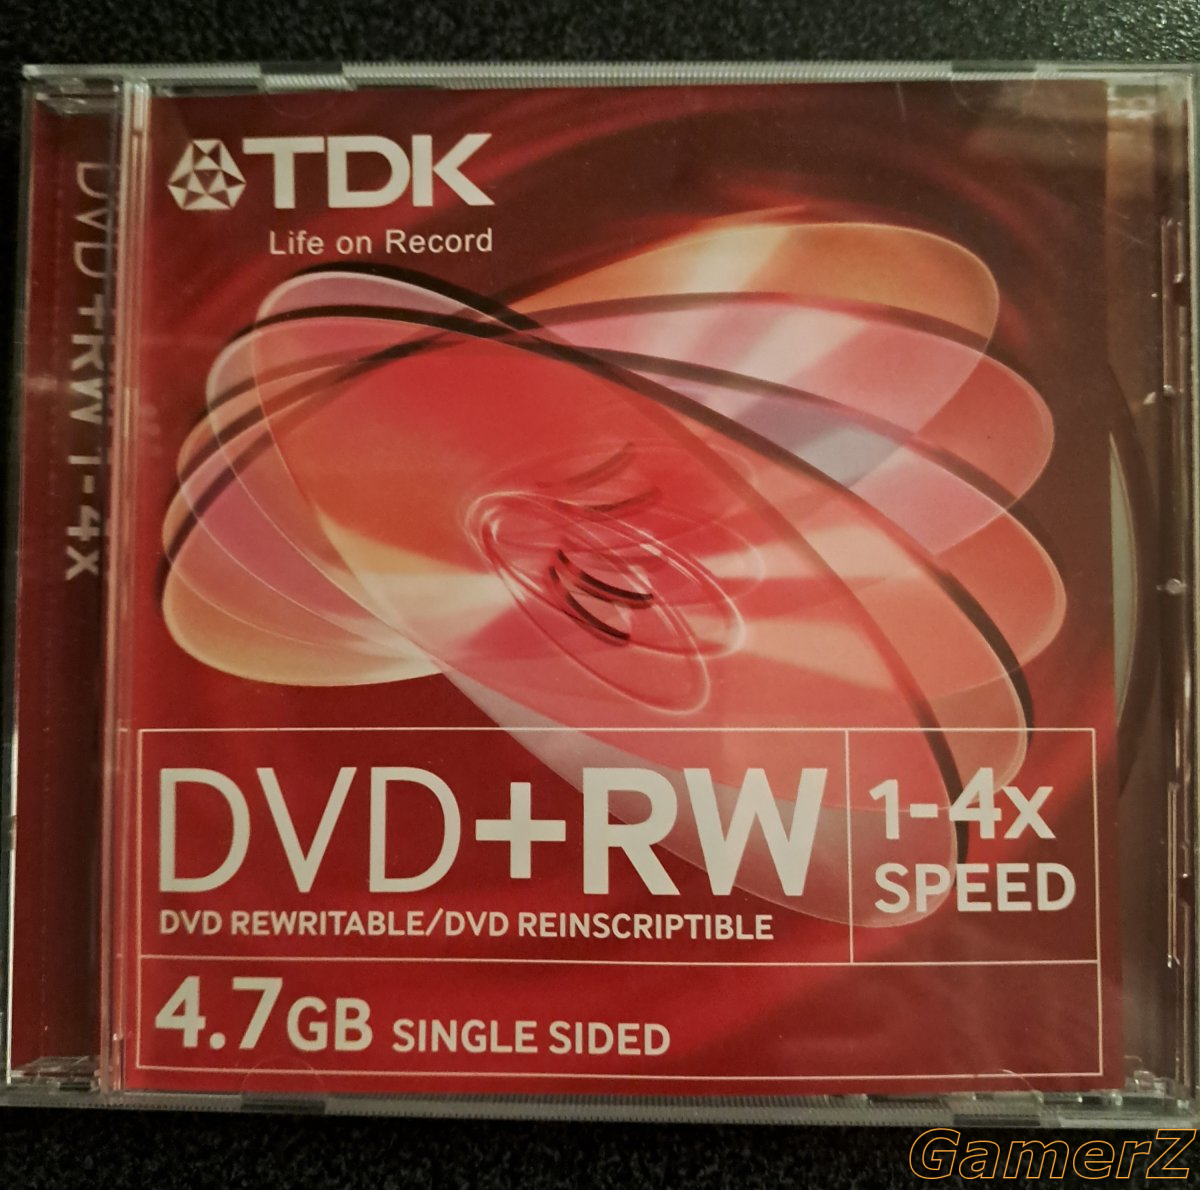 TDK
Life on Record
DVD+RW 1-4x
DVD+RW
1-4x
SPEED
DVD REWRITABLE/DVD REINSCRIPTIBLE
4.7GB SINGLE SIDED
GamerZ